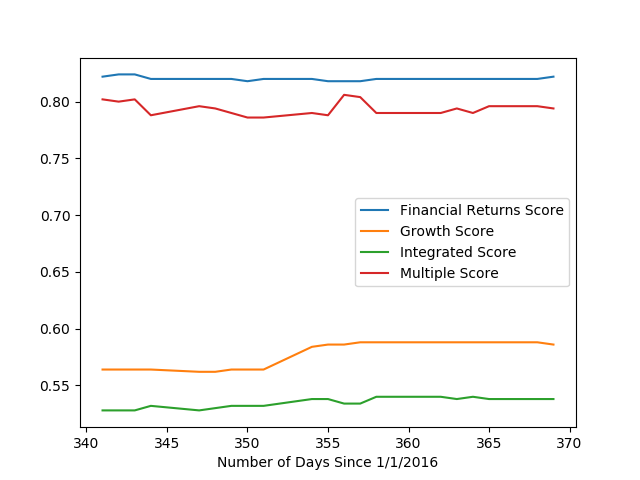 0.80
0.75
0.70
0.65
0.60
0.55
Financial Returns Score
Growth Score
Integrated Score
Multiple Score
340 345 350 355 360 365 370
Number of Days Since 1/1/2016